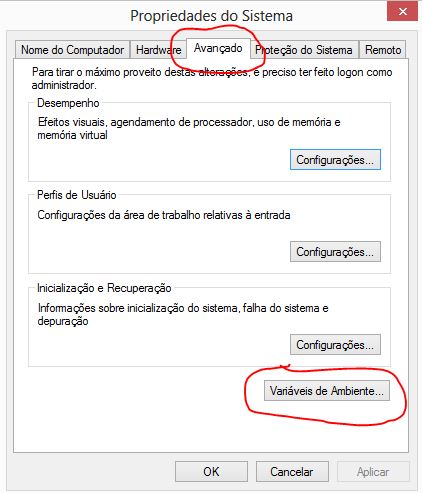 Propriedades do Sistema
Nome do Computador Hardware Avançado Proteção do Sistema Remoto
Para tirar o máximo proveito destas alterações, é preciso ter feito logon como
administrador.
Desempenho
Efeitos visuais, agendamento de processador, uso de memória e
memória virtual
Configurações...
Perfis de Usuário
Configurações da área de trabalho relativas à entrada
Configurações...
Inicialização e Recuperação
Informações sobre inicialização do sistema, falha do sistema e
depuração
Configurações...
Variáveis de Ambiente...
OK Cancelar Aplicar